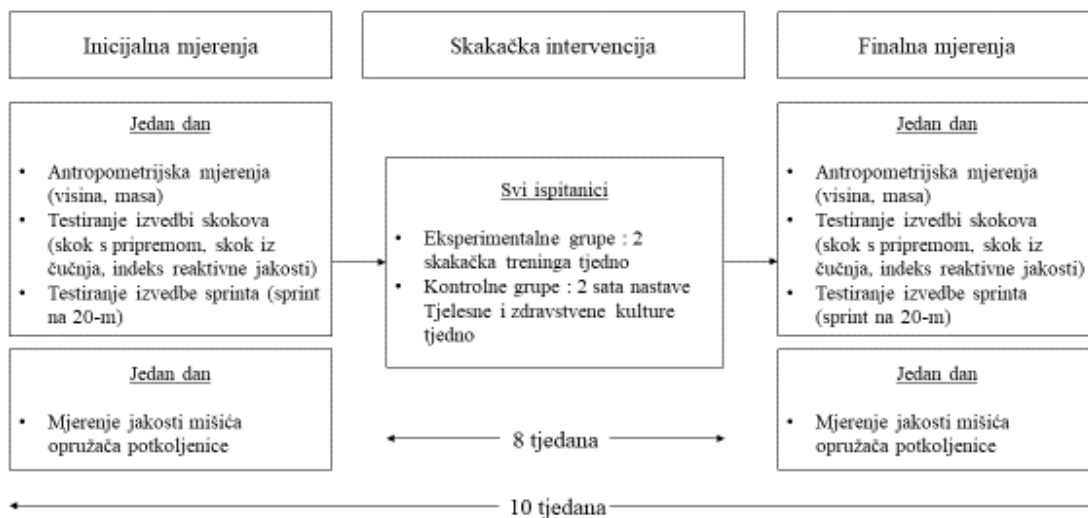 Inicijalna mjerenja
Skakačka intervencija
Finalna mjerenja
Jedan dan
• Antropometrijska mjerenja
(visina, masa)
• Testiranje izvedbi skokova
(skok s pripremom, skok iz
čučnja, indeks reaktivne jakosti)
• Testiranje izvedbe sprinta (sprint
na 20-m)
Jedan dan
• Mjerenje jakosti mišića
opružača potkoljenice
Svi ispitanici
• Eksperimentalne grupe : 2
skakačka treninga tjedno
• Kontrolne grupe : 2 sata nastave
Tjelesne i zdravstvene kulture
tjedno
8 tjedana
Jedan dan
• Antropometrijska mjerenja
(visina, masa)
• Testiranje izvedbi skokova
(skok s pripremom, skok iz
čučnja, indeks reaktivne jakosti)
• Testiranje izvedbe sprinta
(sprint na 20-m)
Jedan dan
• Mjerenje jakosti mišića
opružača potkoljenice
10 tjedana